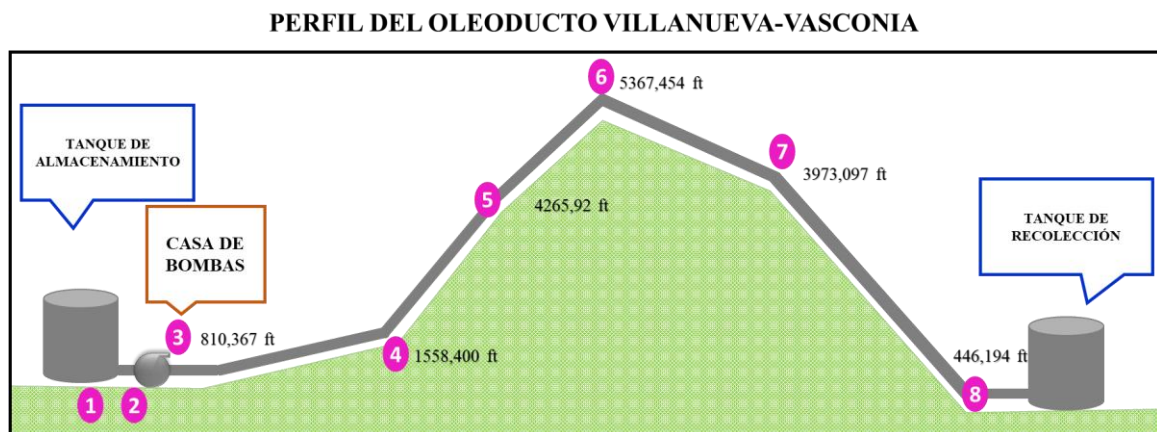 PERFIL DEL OLEODUCTO VILLANUEVA-VASCONIA
TANQUE DE
ALMACENAMIENTO
CASA DE
BOMBAS
1
2
3
810,367 ft
4
1558,400 ft
5
4265,92 ft
6
5367,454 ft
7
3973,097 ft
TANQUE DE
RECOLECCIÓN
446,194 ft
8